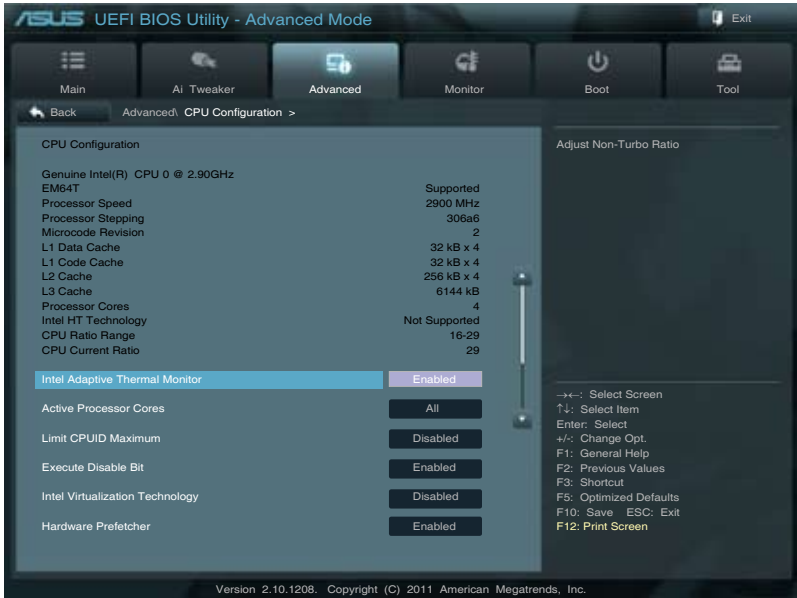 ASUS UEFI BIOS Utility - Advanced Mode
Exit
Main
Ai Tweaker
Advanced
Monitor
Boot
Tool
Back
Advanced\ CPU Configuration >
CPU Configuration
Genuine Intel(R) CPU 0 @ 2.90GHz
EM64T Supported
Processor Speed 2900 MHz
Processor Stepping 306a6
Microcode Revision 2
L1 Data Cache 32 kB x 4
L1 Code Cache 32 kB x 4
L2 Cache 256 kB x 4
L3 Cache 6144 kB
Processor Cores 4
Intel HT Technology Not Supported
CPU Ratio Range 16-29
CPU Current Ratio 29
Intel Adaptive Thermal Monitor Enabled
Active Processor Cores All
Limit CPUID Maximum Disabled
Execute Disable Bit Enabled
Intel Virtualization Technology Disabled
Hardware Prefetcher Enabled
Adjust Non-Turbo Ratio
→←: Select Screen
↑↓: Select Item
Enter: Select
+/-: Change Opt.
F1: General Help
F2: Previous Values
F3: Shortcut
F5: Optimized Defaults
F10: Save ESC: Exit
F12: Print Screen
Version 2.10.1208. Copyright (C) 2011 American Megatrends, Inc.